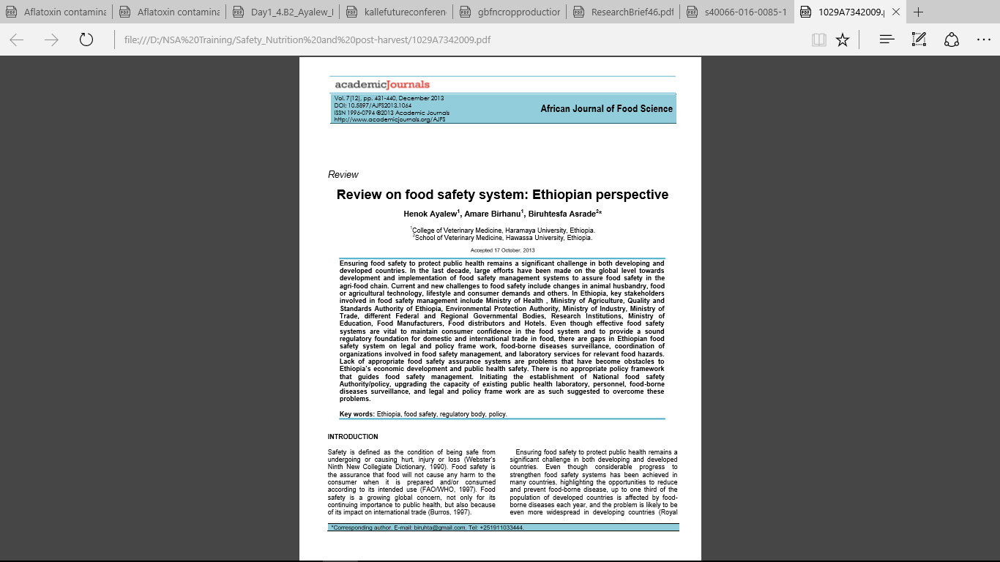 Aflatoxin contamina
Aflatoxin contamina
Day1_4.B2_Ayalew_I
kallefutureconferen
gbfncropproduction
ResearchBrief46.pdf
s40066-016-0085-1
1029A7342009.p
file:///D:/NSA%20Training/Safety_Nutrition%20and%20post-harvest/1029A7342009.pdf
academicJournals
Vol. 7(12), pp. 431-440, December 2013
DOI: 10.5897/AJFS2013.1064
ISSN 1996-0794 ©2013 Academic Journals
http://www.academicjournals.org/AJFS
African Journal of Food Science
Review
Review on food safety system: Ethiopian perspective
Henok Ayalew1, Amare Birhanu1, Biruhtesfa Asrade2*
1College of Veterinary Medicine, Haramaya University, Ethiopia.
2School of Veterinary Medicine, Hawassa University, Ethiopia.
Accepted 17 October, 2013
Ensuring food safety to protect public health remains a significant challenge in both developing and
developed countries. In the last decade, large efforts have been made on the global level towards
development and implementation of food safety management systems to assure food safety in the
agri-food chain. Current and new challenges to food safety include changes in animal husbandry, food
or agricultural technology, lifestyle and consumer demands and others. In Ethiopia, key stakeholders
involved in food safety management include Ministry of Health , Ministry of Agriculture, Quality and
Standards Authority of Ethiopia, Environmental Protection Authority, Ministry of Industry, Ministry of
Trade, different Federal and Regional Governmental Bodies, Research Institutions, Ministry of
Education, Food Manufacturers, Food distributors and Hotels. Even though effective food safety
systems are vital to maintain consumer confidence in the food system and to provide a sound
regulatory foundation for domestic and international trade in food, there are gaps in Ethiopian food
safety system on legal and policy frame work, food-borne diseases surveillance, coordination of
organizations involved in food safety management, and laboratory services for relevant food hazards.
Lack of appropriate food safety assurance systems are problems that have become obstacles to
Ethiopia's economic development and public health safety. There is no appropriate policy framework
that guides food safety management. Initiating the establishment of National food safety
Authority/policy, upgrading the capacity of existing public health laboratory, personnel, food-borne
diseases surveillance, and legal and policy frame work are as such suggested to overcome these
problems.
Key words: Ethiopia, food safety, regulatory body, policy.
INTRODUCTION
Safety is defined as the condition of being safe from
undergoing or causing hurt, injury or loss (Webster's
Ninth New Collegiate Dictionary, 1990). Food safety is
the assurance that food will not cause any harm to the
consumer when it is prepared and/or consumed
according to its intended use (FAO/WHO, 1997). Food
safety is a growing global concern, not only for its
continuing importance to public health, but also because
of its impact on international trade (Burros, 1997).
Ensuring food safety to protect public health remains a
significant challenge in both developing and developed
countries. Even though considerable progress to
strengthen food safety systems has been achieved in
many countries, highlighting the opportunities to reduce
and prevent food-borne disease, up to one third of the
population of developed countries is affected by food-
borne diseases each year, and the problem is likely to be
even more widespread in developing countries (Royal
*Corresponding author. E-mail: biruhta@gmail.com. Tel: +251911033444.